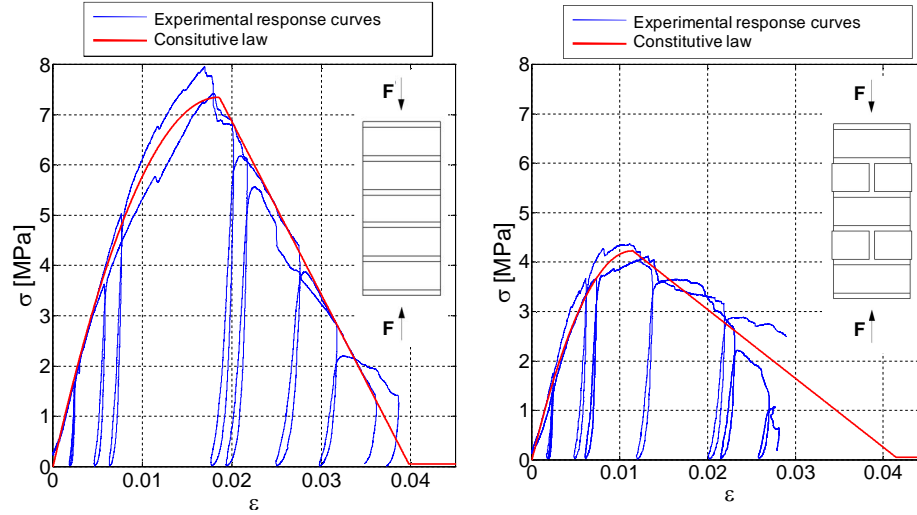 Experimental response curves
Consitutive law
8
7
6
5
4
3
2
1
0
σ [MPa]
0
0.01
0.02
0.03
0.04
ε
F
F
Experimental response curves
Constitutive law
8
7
6
5
4
3
2
1
0
σ [MPa]
0
0.01
0.02
0.03
0.04
ε
F
F